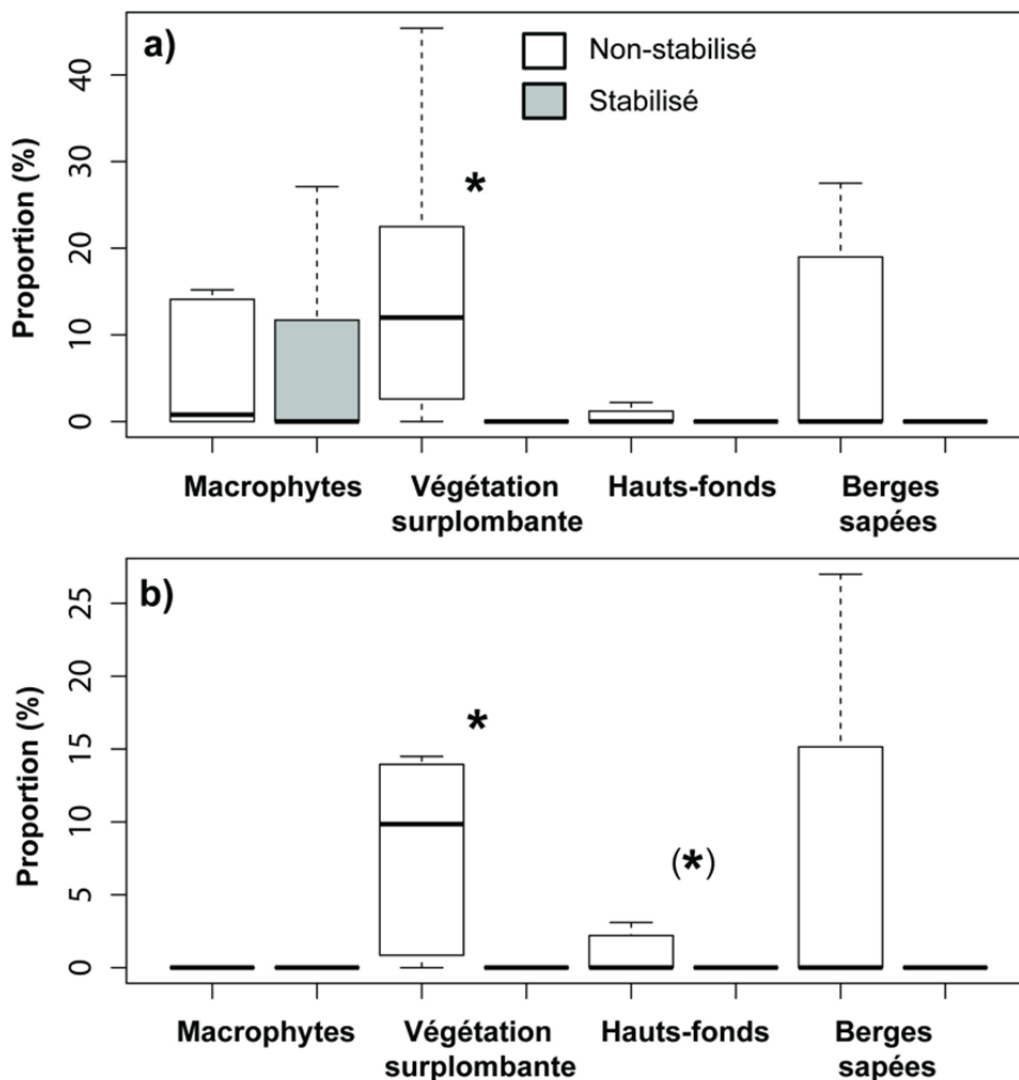 a)
Non-stabilisé
Stabilisé
Proportion (%)
40
30
20
10
0
*
Macrophytes
Végétation
surplombante
Hauts-fonds
Berges
sapées
b)
Proportion (%)
25
20
15
10
5
0
*
(*)
Macrophytes
Végétation
surplombante
Hauts-fonds
Berges
sapées